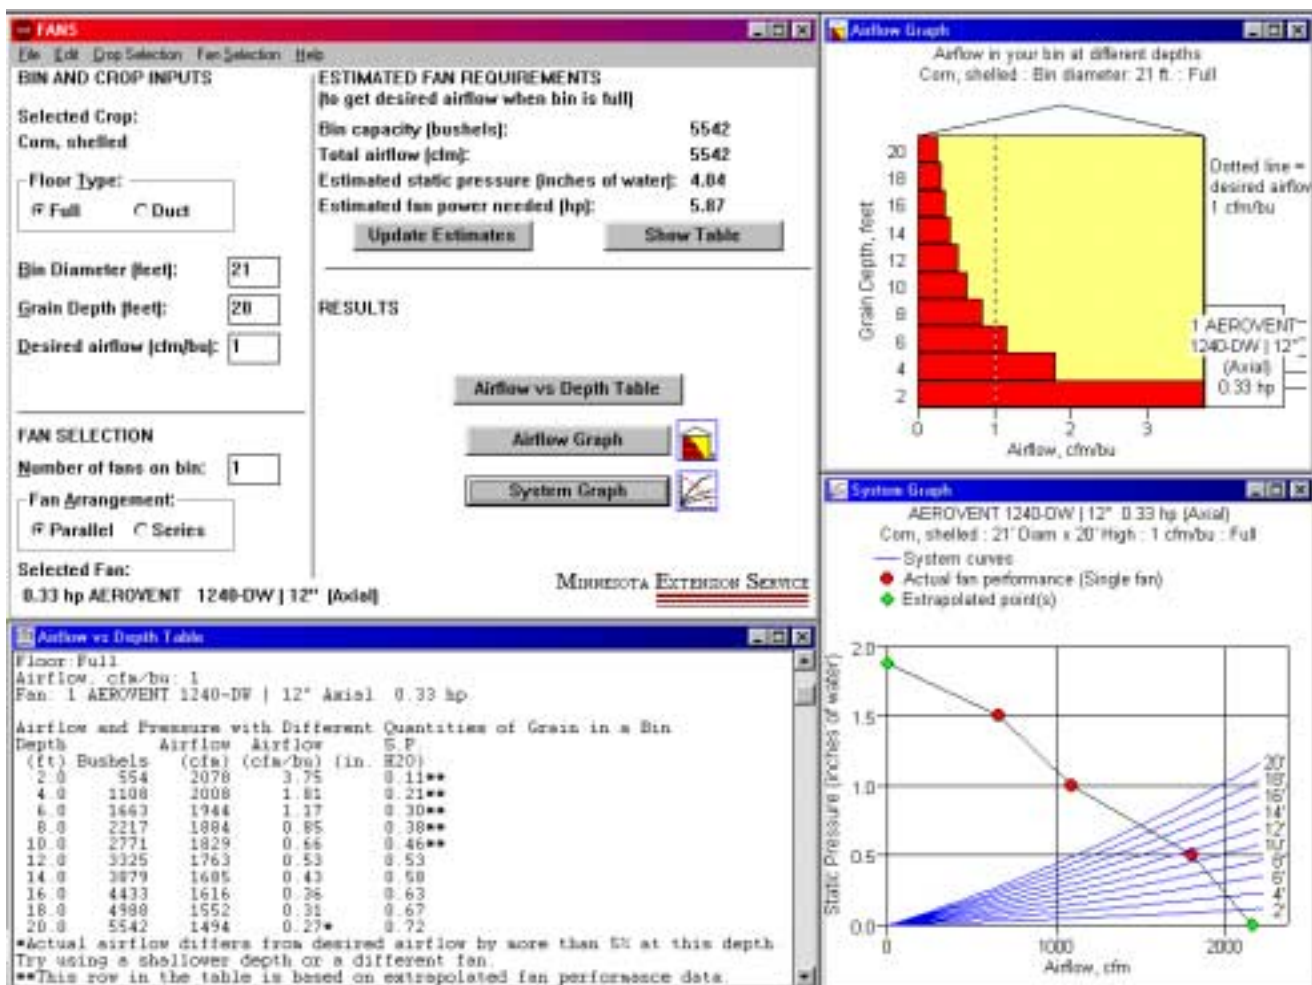 FANS
File Edit Crop Selection Fan Selection Help
BIN AND CROP INPUTS
Selected Crop:
Corn, shelled
Floor Type:
Full Duct
Bin Diameter (feet): 21
Grain Depth (feet): 20
Desired airflow (cfm/bu): 1
FAN SELECTION
Number of fans on bin: 1
Fan Arrangement:
Parallel Series
Selected Fan:
0.33 hp AEROVENT 1240-DW | 12" (Axial)
ESTIMATED FAN REQUIREMENTS
(to get desired airflow when bin is full)
Bin capacity (bushels): 5542
Total airflow (cfm): 5542
Estimated static pressure (inches of water): 4.04
Estimated fan power needed (hp): 5.87
Update Estimates Show Table
RESULTS
Airflow vs Depth Table
Airflow Graph
System Graph
MINNESOTA EXTENSION SERVICE
Airflow Graph
Airflow in your bin at different depths
Corn, shelled : Bin diameter: 21 ft. : Full
Grain Depth, feet
20
18
16
14
12
10
8
6
4
2
Dotted line =
desired airflow
1 cfm/bu
1 AEROVENT
1240-DW | 12"
(Axial)
0.33 hp
0 1 2 3
Airflow, cfm/bu
Airflow vs Depth Table
Floor: Full
Airflow, cfm/bu: 1
Fan: 1 AEROVENT 1240-DW | 12" Axial 0.33 hp
Airflow and Pressure with Different Quantities of Grain in a Bin
Depth Airflow Airflow S.P.
(ft) Bushels (cfm) (cfm/bu) (in. H2O)
2.0 554 2078 3.75 0.11**
4.0 1108 2008 1.81 0.21**
6.0 1663 1944 1.17 0.30**
8.0 2217 1884 0.85 0.38**
10.0 2771 1829 0.66 0.46**
12.0 3325 1763 0.53 0.53
14.0 3879 1685 0.43 0.58
16.0 4433 1616 0.36 0.63
18.0 4988 1552 0.31 0.67
20.0 5542 1494 0.27* 0.72
*Actual airflow differs from desired airflow by more than 5% at this depth
Try using a shallower depth or a different fan.
**This row in the table is based on extrapolated fan performance data.
System Graph
AEROVENT 1240-DW | 12" 0.33 hp (Axial)
Corn, shelled : 21' Diam x 20' High : 1 cfm/bu : Full
System curves
Actual fan performance (Single fan)
Extrapolated point(s)
Static Pressure (inches of water)
2.0
1.5
1.0
0.5
0.0
20'
18'
16'
14'
12'
10'
8'
6'
4'
2'
0 1000 2000
Airflow, cfm